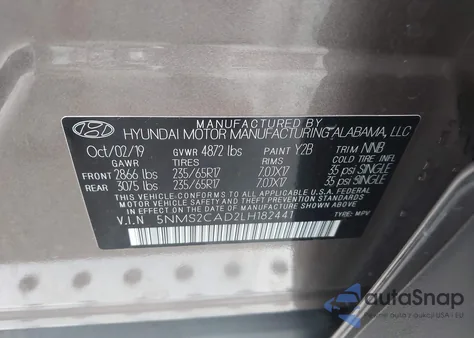 MANUFACTURED BY
HYUNDAI MOTOR MANUFACTURING ALABAMA, LLC
Oct/02/19 GVWR 4872 lbs PAINT Y2B TRIM NNB
GAWR TIRES RIMS COLD TIRE INF.
FRONT 2866 lbs 235/65R17 7.0JX17 35 psi SINGLE
REAR 3075 lbs 235/65R17 7.0JX17 35 psi SINGLE
THIS VEHICLE CONFORMS TO ALL APPLICABLE
U.S. FEDERAL MOTOR VEHICLE SAFETY AND
THEFT PREVENTION STANDARDS IN EFFECT ON THE
DATE OF MANUFACTURE SHOWN ABOVE.
V.I.N 5NMS2CAD2LH182441 TYPE: MPV
autaSnap